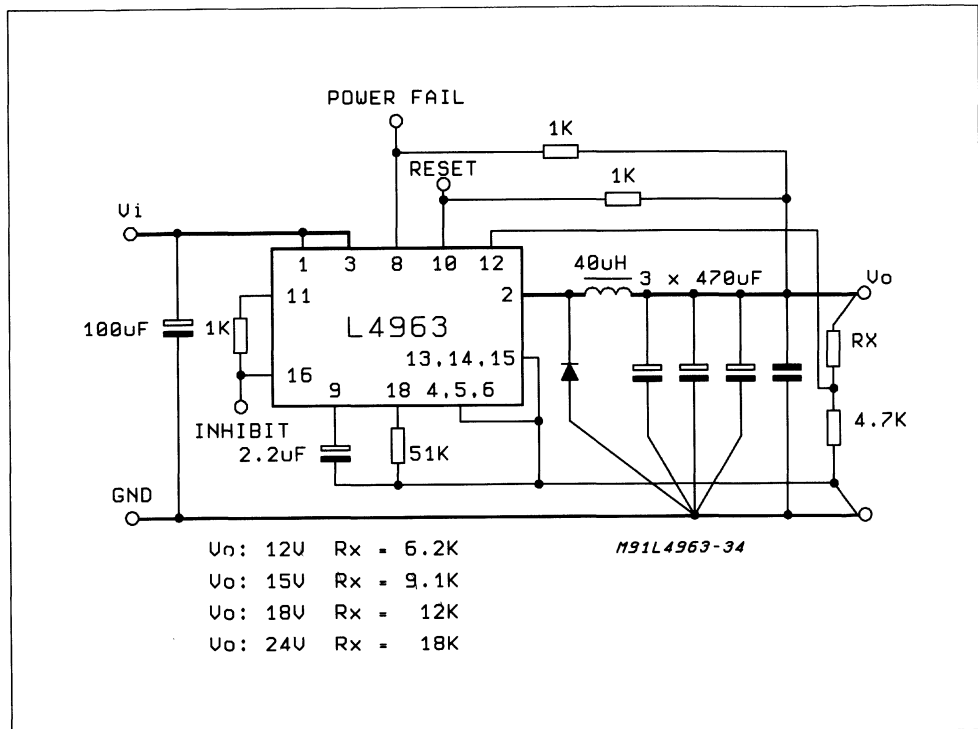 POWER FAIL
1K
RESET
1K
Vi
1 3 8 10 12
40uH 3 x 470uF
Vo
11
2
100uF
1K
L4963
RX
13,14,15
16
9 18 4,5,6
4.7K
INHIBIT
2.2uF
51K
GND
M91L4963-34
Vo: 12V Rx = 6.2K
Vo: 15V Rx = 9.1K
Vo: 18V Rx = 12K
Vo: 24V Rx = 18K